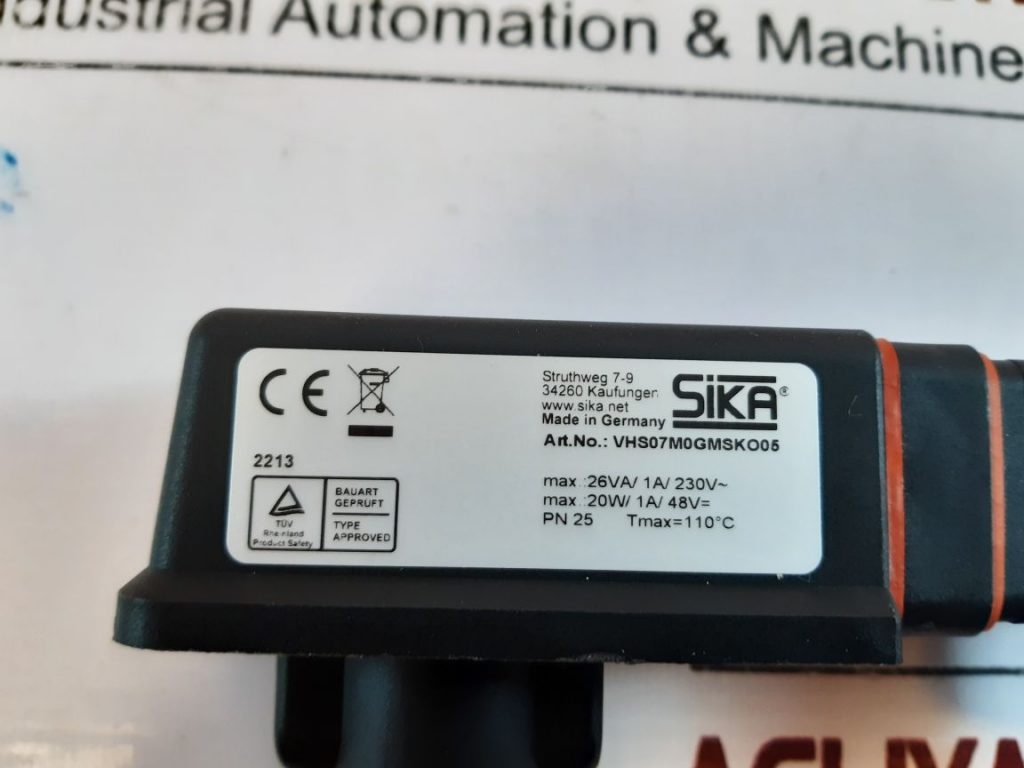 Industrial Automation & Machine
CE
Struthweg 7-9
34260 Kaufungen
www.sika net
Made in Germany
SiKA®
Art.No.: VHS07M0GMSKO05
2213
max.:26VA/ 1A/ 230V~
max.:20W/ 1A/ 48V=
PN 25 Tmax=110°C
TÜV
Rheinland
Product Safety
BAUART
GEPRÜFT
TYPE
APPROVED